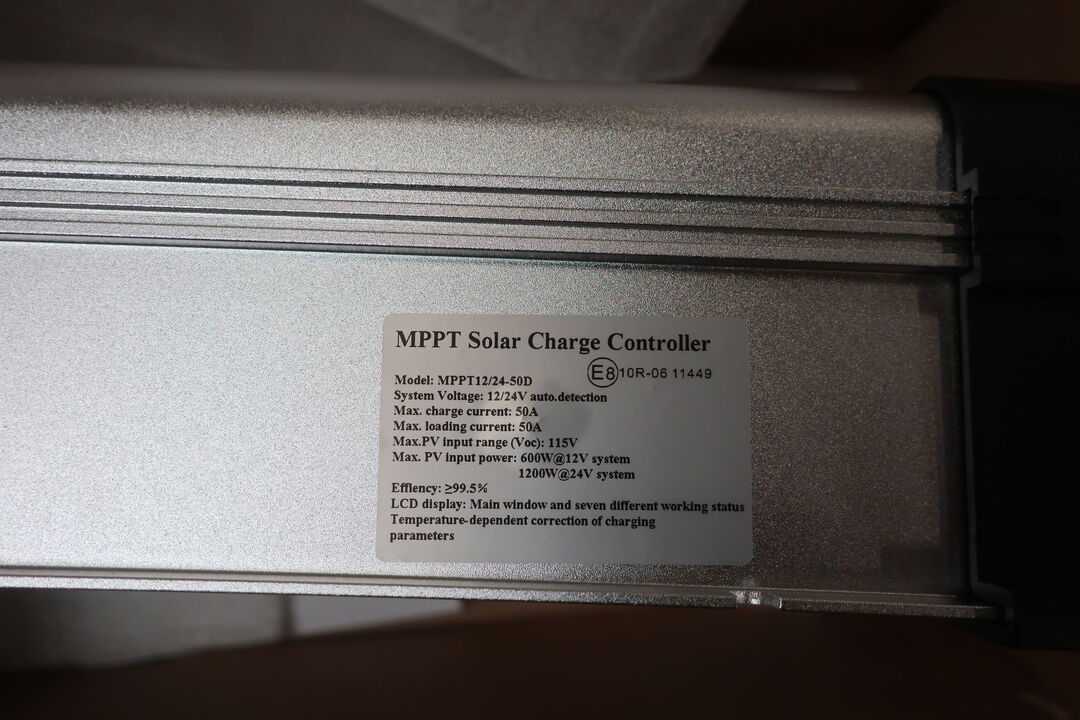 MPPT Solar Charge Controller
E8 10R-06 11449
Model: MPPT12/24-50D
System Voltage: 12/24V auto.detection
Max. charge current: 50A
Max. loading current: 50A
Max.PV input range (Voc): 115V
Max. PV input power: 600W@12V system
1200W@24V system
Effiency: ≥99.5%
LCD display: Main window and seven different working status
Temperature-dependent correction of charging
parameters